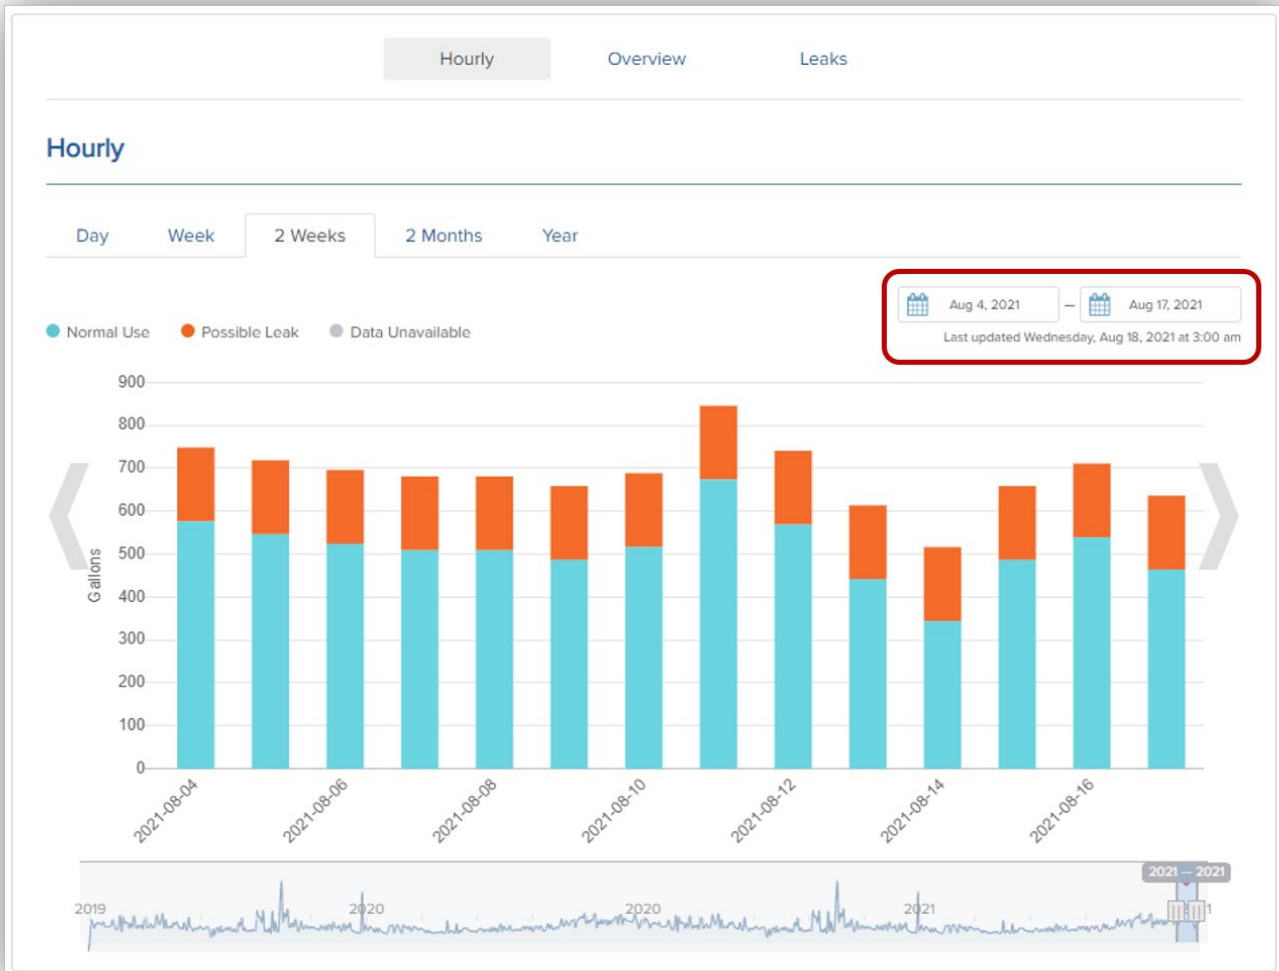 Hourly Overview Leaks
Hourly
Day Week 2 Weeks 2 Months Year
Aug 4, 2021 – Aug 17, 2021
Last updated Wednesday, Aug 18, 2021 at 3:00 am
Normal Use Possible Leak Data Unavailable
900
800
700
600
500
400
300
200
100
0
Gallons
2021-08-04 2021-08-06 2021-08-08 2021-08-10 2021-08-12 2021-08-14 2021-08-16
2021 — 2021
2019 2020 2020 2021